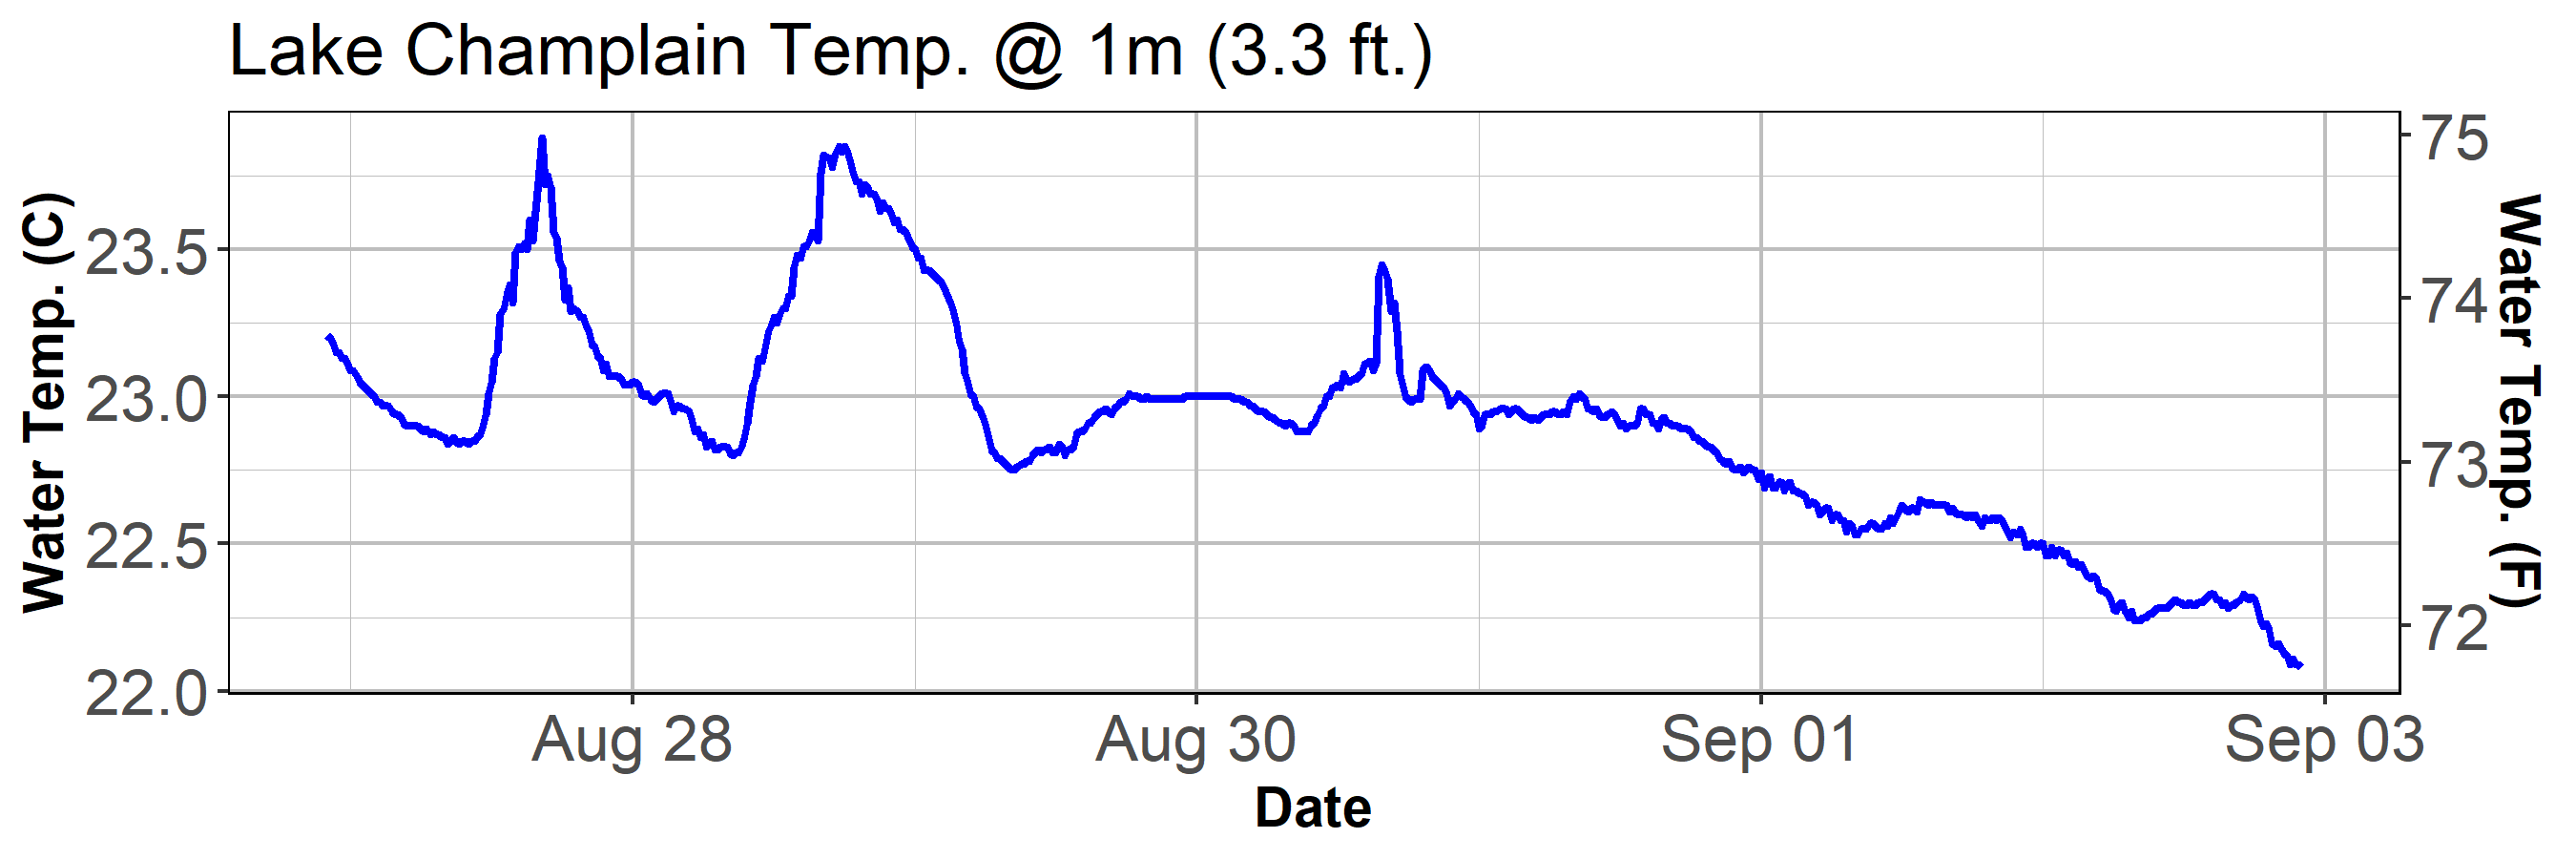 Lake Champlain Temp. @ 1m (3.3 ft.)
Water Temp. (C)
23.5
23.0
22.5
22.0
75
74
73
72
Water Temp. (F)
Aug 28 Aug 30 Sep 01 Sep 03
Date